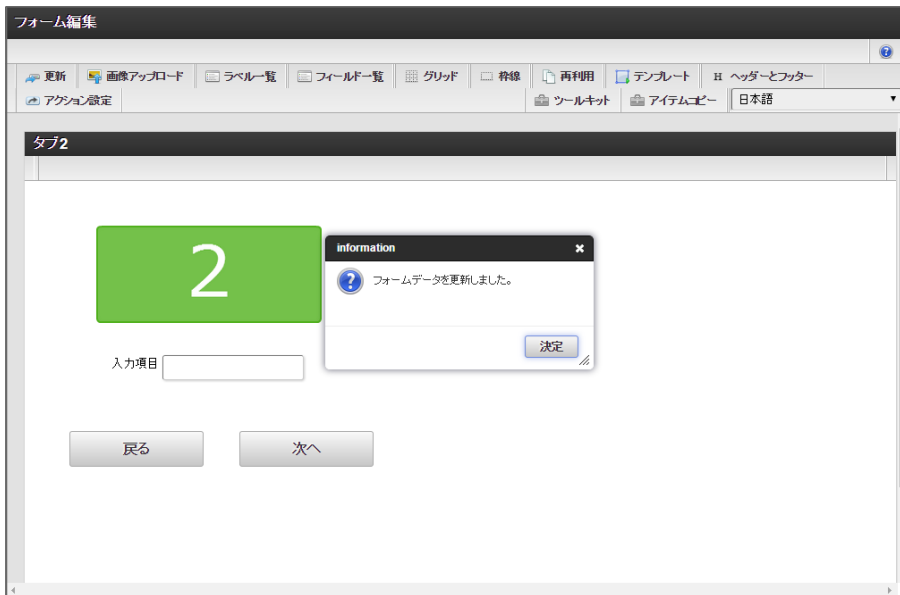 フォーム編集
更新 画像アップロード ラベル一覧 フィールド一覧 グリッド 枠線 再利用 テンプレート H ヘッダーとフッター
アクション設定 ツールキット アイテムコピー 日本語
タブ2
2
information
フォームデータを更新しました。
決定
入力項目
戻る 次へ